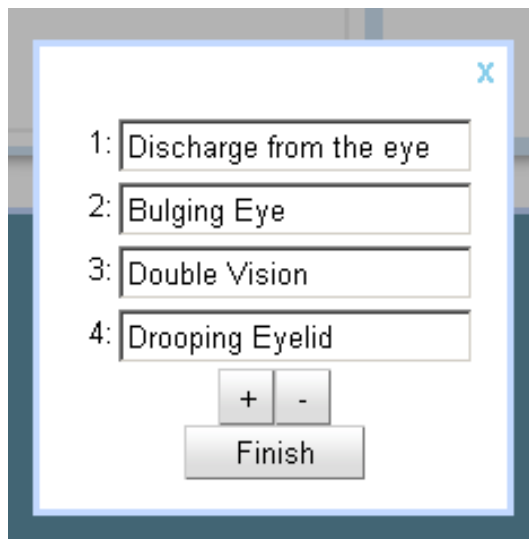 x
1: Discharge from the eye
2: Bulging Eye
3: Double Vision
4: Drooping Eyelid
+ -
Finish